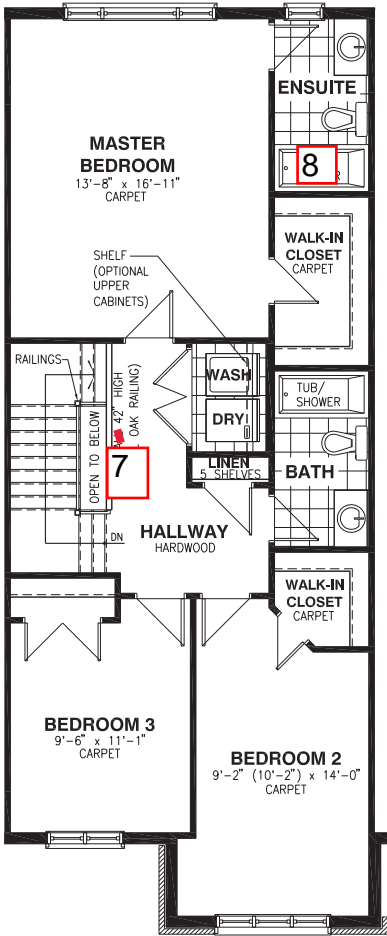 ENSUITE
8
MASTER
BEDROOM
13'-8" x 16'-11"
CARPET
WALK-IN
CLOSET
CARPET
SHELF
(OPTIONAL
UPPER
CABINETS)
RAILINGS
WASH
DRY
42" HIGH
OAK RAILING)
OPEN TO BELOW
7
TUB/
SHOWER
LINEN
5 SHELVES
BATH
DN
HALLWAY
HARDWOOD
WALK-IN
CLOSET
CARPET
BEDROOM 3
9'-6" x 11'-1"
CARPET
BEDROOM 2
9'-2" (10'-2") x 14'-0"
CARPET